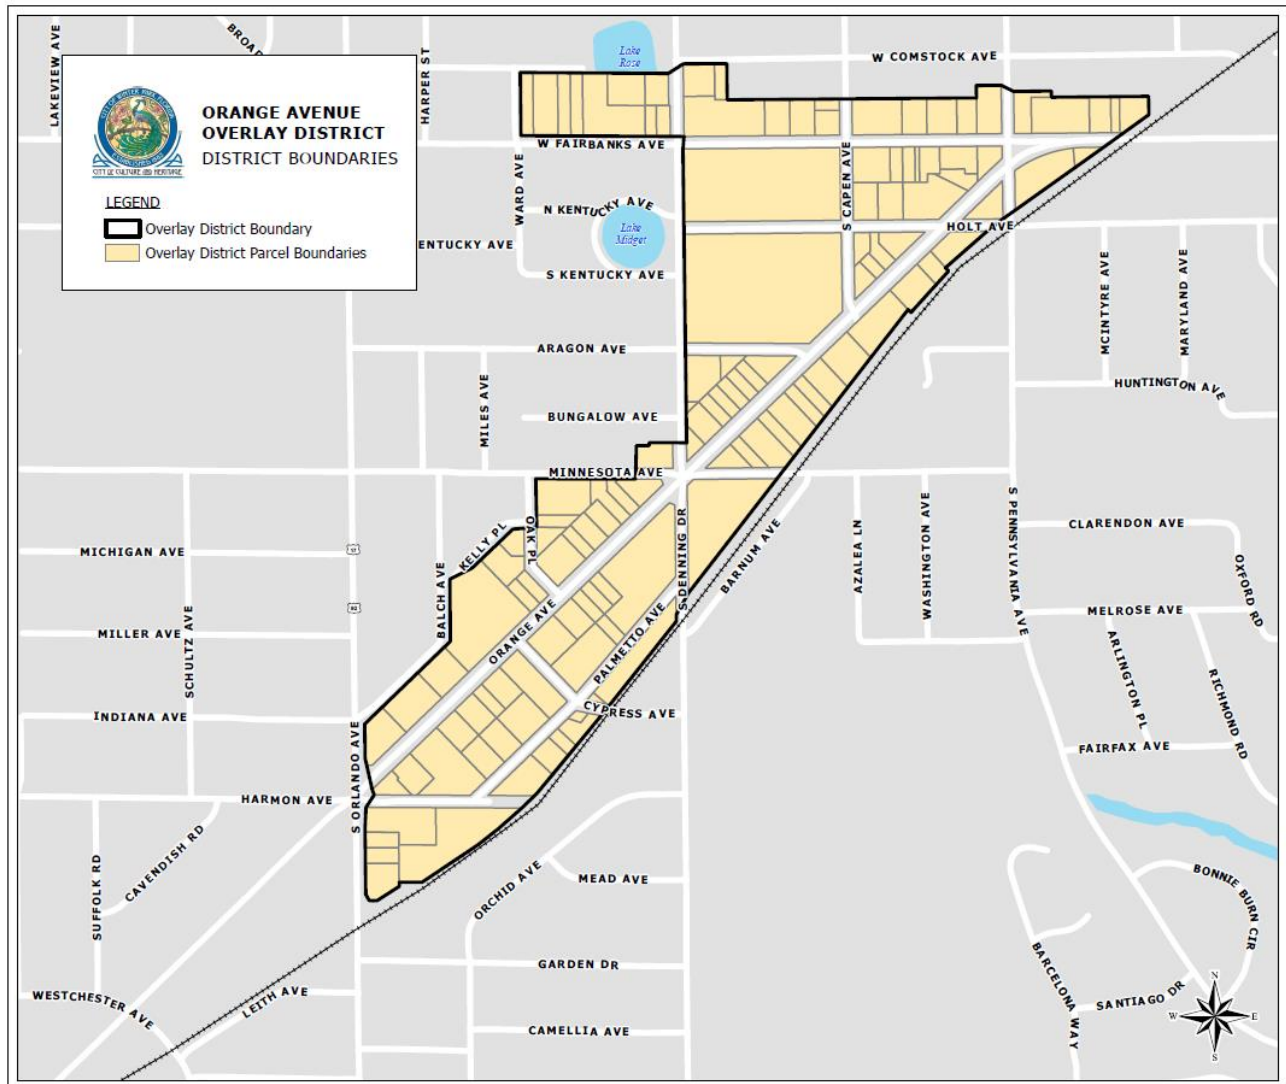 LAKEVIEW AVE
BROAD
HARPER ST
Lake
Rose
W COMSTOCK AVE
CITY OF CULTURE AND HERITAGE
ORANGE AVENUE
OVERLAY DISTRICT
DISTRICT BOUNDARIES
LEGEND
Overlay District Boundary
Overlay District Parcel Boundaries
W FAIRBANKS AVE
WARD AVE
N KENTUCKY AVE
Lake
Midget
ENTUCKY AVE
S KENTUCKY AVE
S CAPEN AVE
HOLT AVE
MCINTYRE AVE
MARYLAND AVE
ARAGON AVE
MILES AVE
BUNGALOW AVE
HUNTINGTON AVE
MINNESOTA AVE
OAK PL
KELLY PL
BALCH AVE
S DENNING DR
BARNUM AVE
AZALEA LN
WASHINGTON AVE
S PENNSYLVANIA AVE
CLARENDON AVE
OXFORD RD
MICHIGAN AVE
SCHULTZ AVE
MILLER AVE
ORANGE AVE
PALMETTO AVE
MELROSE AVE
ARLINGTON PL
RICHMOND RD
INDIANA AVE
CYPRESS AVE
FAIRFAX AVE
S ORLANDO AVE
HARMON AVE
SUFFOLK RD
CAVENDISH RD
ORCHID AVE
MEAD AVE
BONNIE BURN CIR
GARDEN DR
BARCELONA WAY
SANTIAGO DR
WESTCHESTER AVE
LEITH AVE
CAMELLIA AVE
N
W
E
S